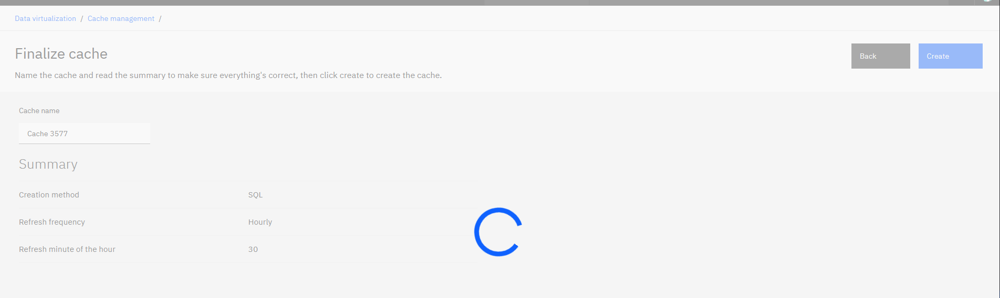 Data virtualization / Cache management /
Finalize cache
Back
Create
Name the cache and read the summary to make sure everything's correct, then click create to create the cache.
Cache name
Cache 3577
Summary
Creation method SQL
Refresh frequency Hourly
Refresh minute of the hour 30